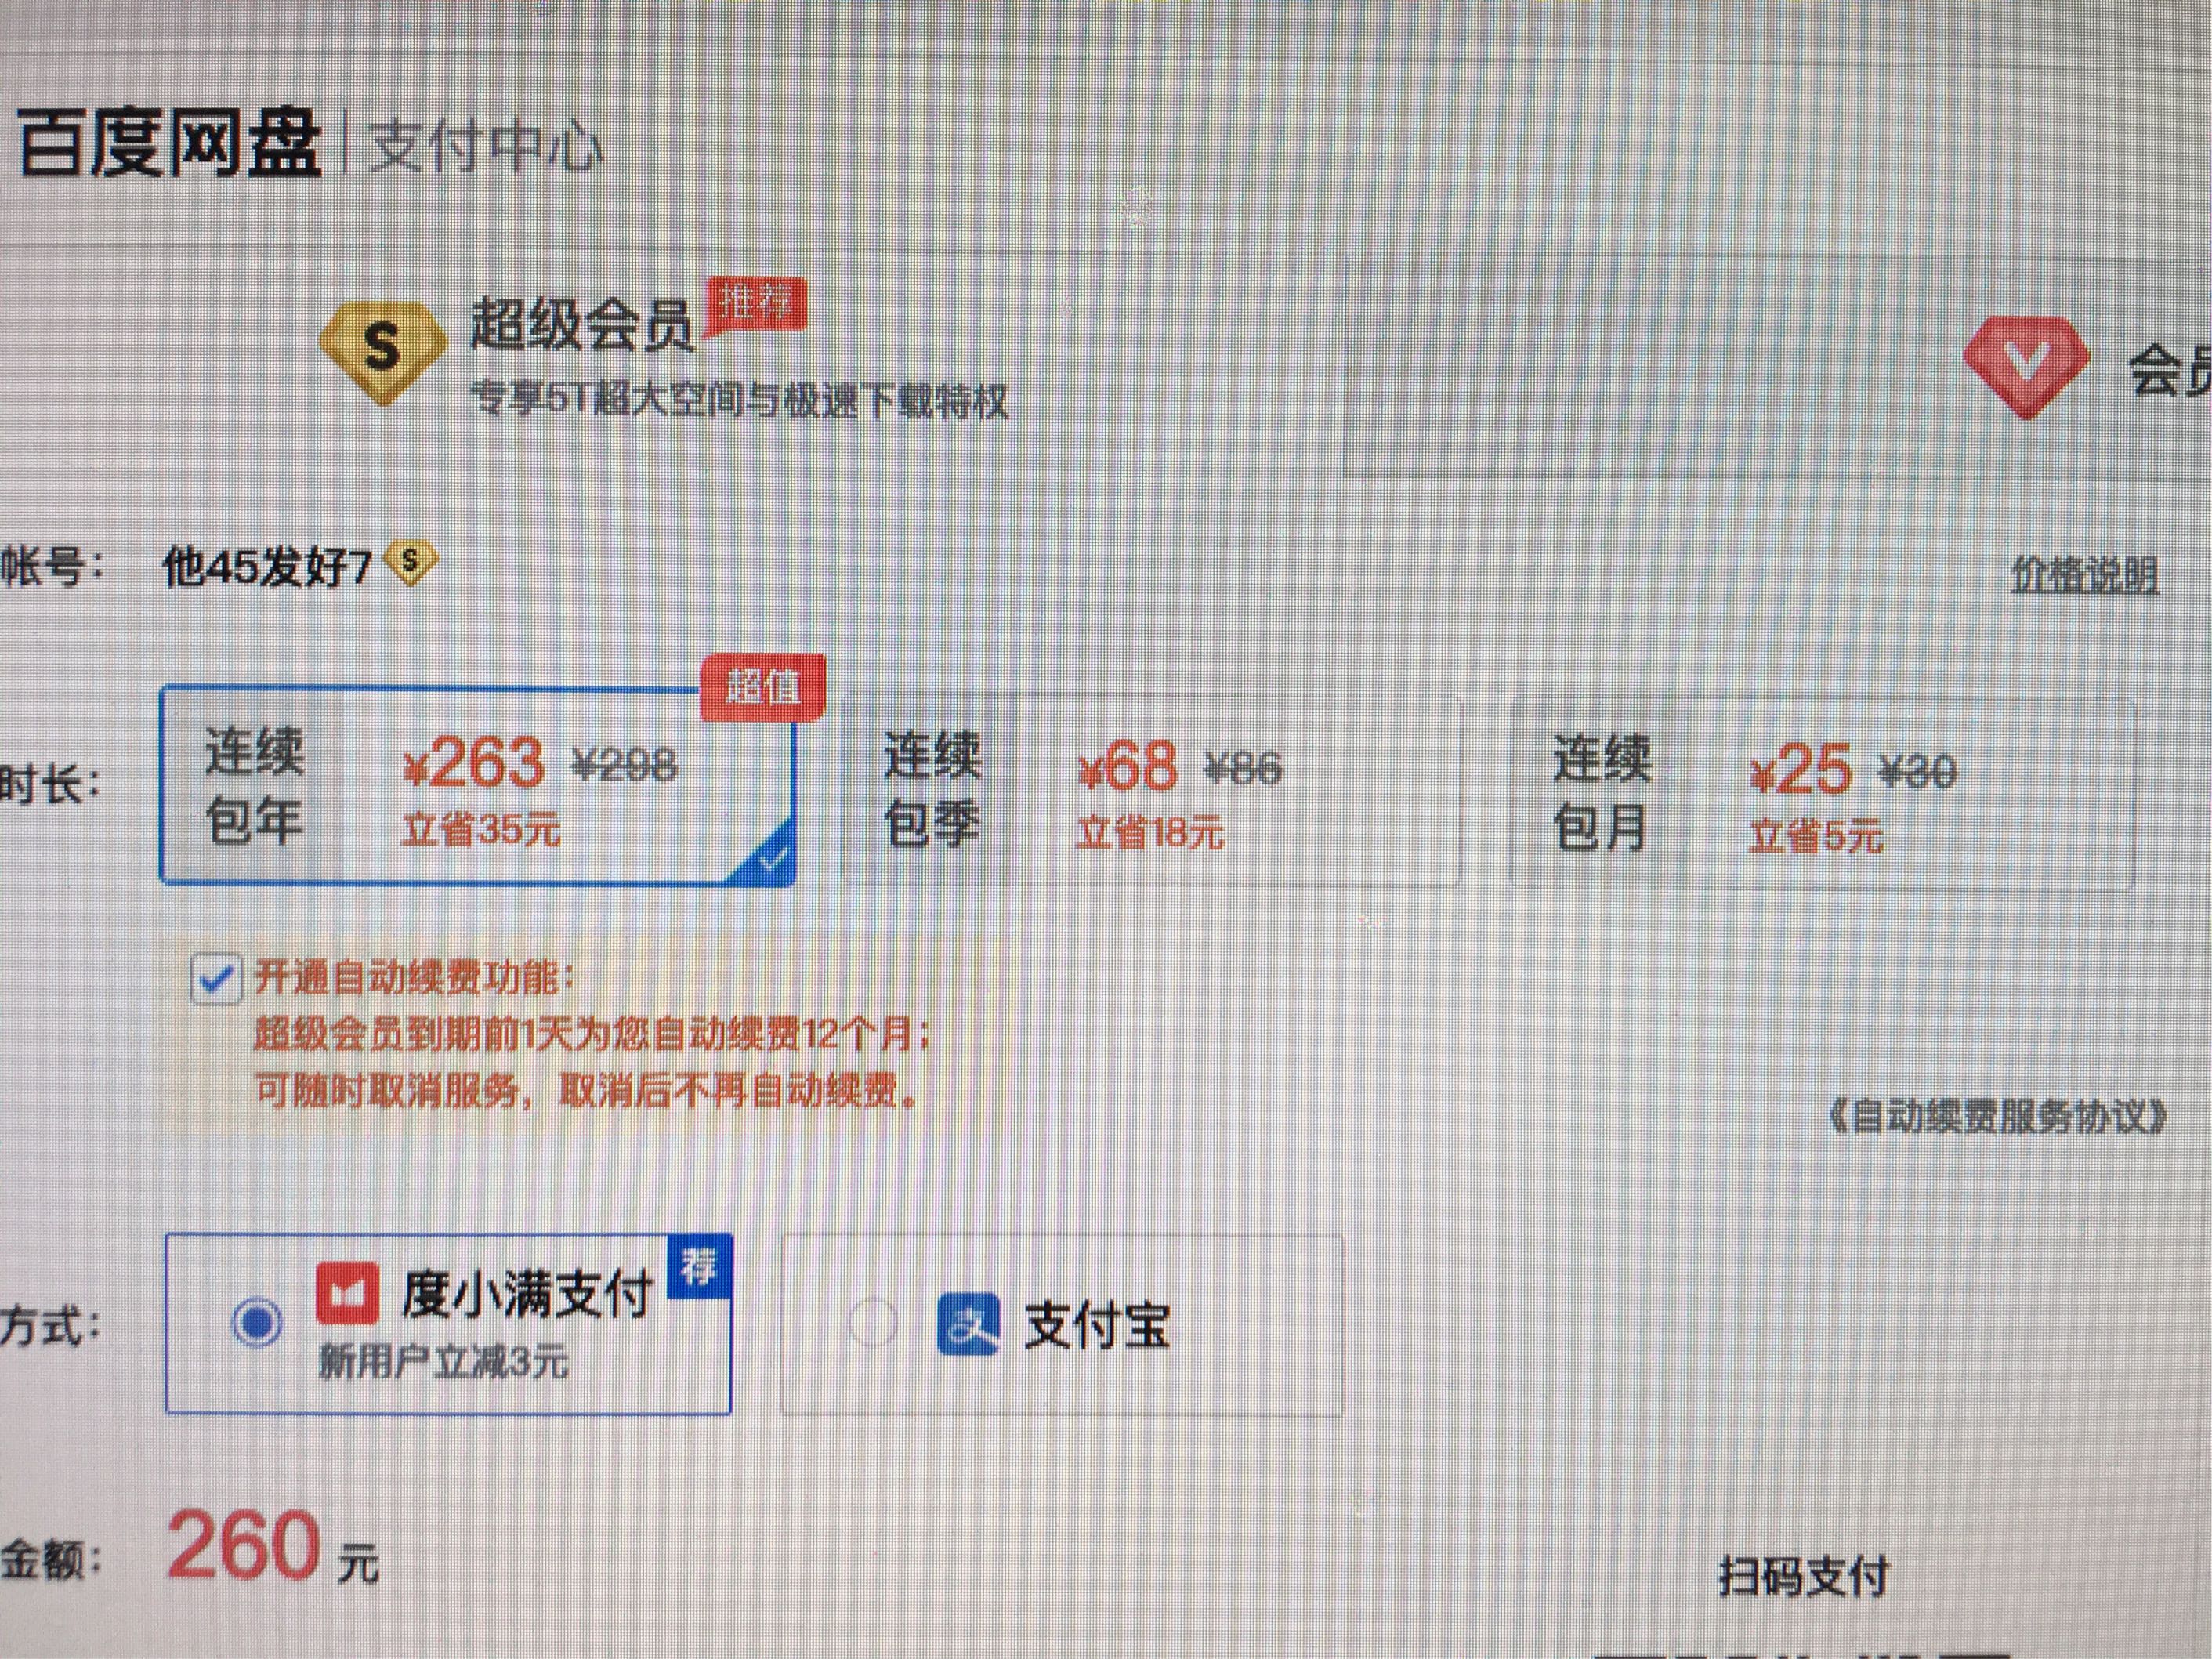 百度网盘 支付中心
S 超级会员 推荐
专享5T超大空间与极速下载特权
V 会员
帐号： 他45发好7 S
价格说明
超值
时长：
连续包年 ¥263 ¥298
立省35元
连续包季 ¥68 ¥86
立省18元
连续包月 ¥25 ¥30
立省5元
开通自动续费功能：
超级会员到期前1天为您自动续费12个月；
可随时取消服务，取消后不再自动续费。
《自动续费服务协议》
方式：
度小满支付 荐
新用户立减3元
支 支付宝
金额： 260 元
扫码支付